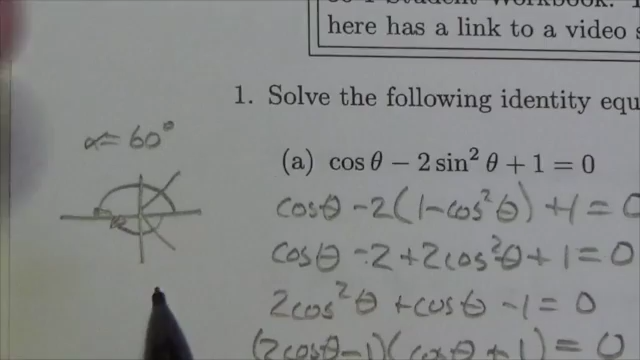 here has a link to a video s
1. Solve the following identity equ
α = 60°
(a) cos θ − 2 sin² θ + 1 = 0
cosθ − 2(1−cos²θ) + 1 = 0
cosθ − 2 + 2cos²θ + 1 = 0
2cos²θ + cosθ − 1 = 0
(2cosθ−1)(cosθ + 1) = 0